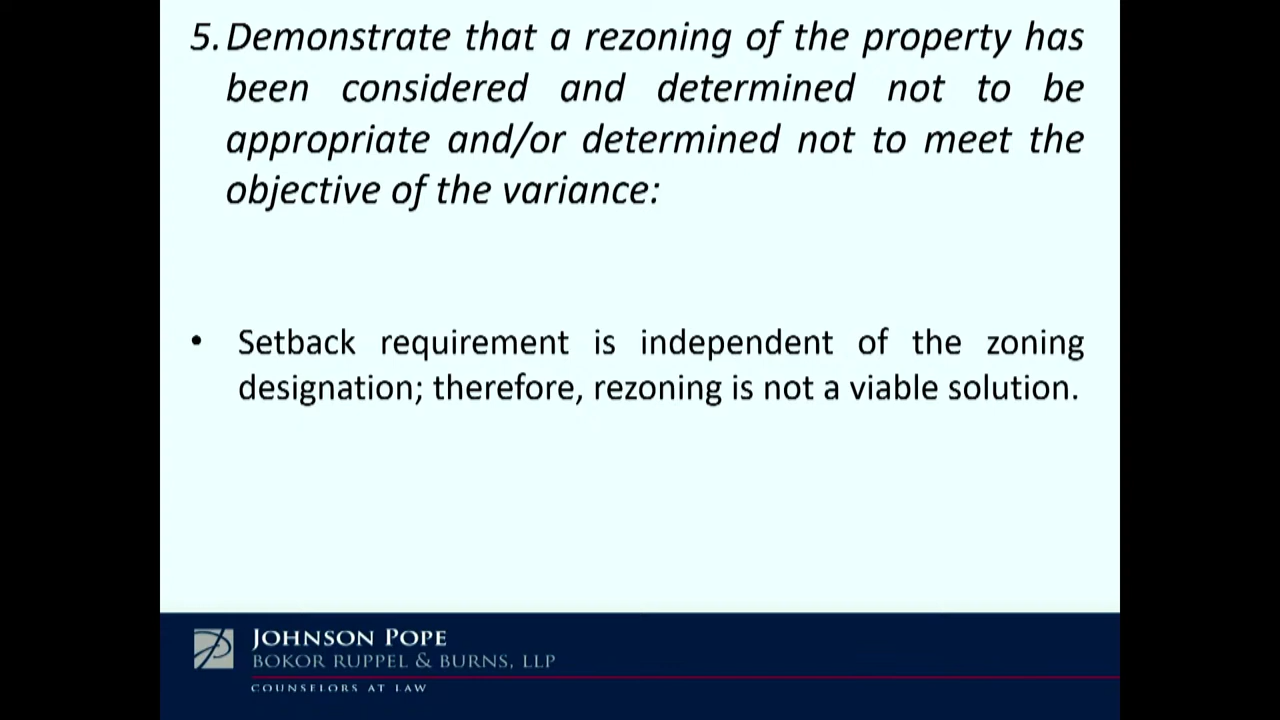 5. Demonstrate that a rezoning of the property has
been considered and determined not to be
appropriate and/or determined not to meet the
objective of the variance:
• Setback requirement is independent of the zoning
designation; therefore, rezoning is not a viable solution.
JOHNSON POPE
BOKOR RUPPEL & BURNS, LLP
COUNSELORS AT LAW